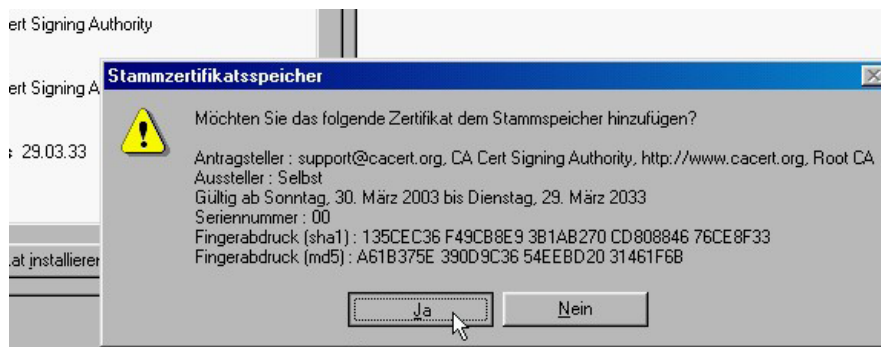 ert Signing Authority
ert Signing A
: 29.03.33
.at installieren
Stammzertifikatsspeicher
Möchten Sie das folgende Zertifikat dem Stammspeicher hinzufügen?
Antragsteller : support@cacert.org, CA Cert Signing Authority, http://www.cacert.org, Root CA
Aussteller : Selbst
Gültig ab Sonntag, 30. März 2003 bis Dienstag, 29. März 2033
Seriennummer : 00
Fingerabdruck (sha1) : 135CEC36 F49CB8E9 3B1AB270 CD808846 76CE8F33
Fingerabdruck (md5) : A61B375E 390D9C36 54EEBD20 31461F6B
Ja
Nein